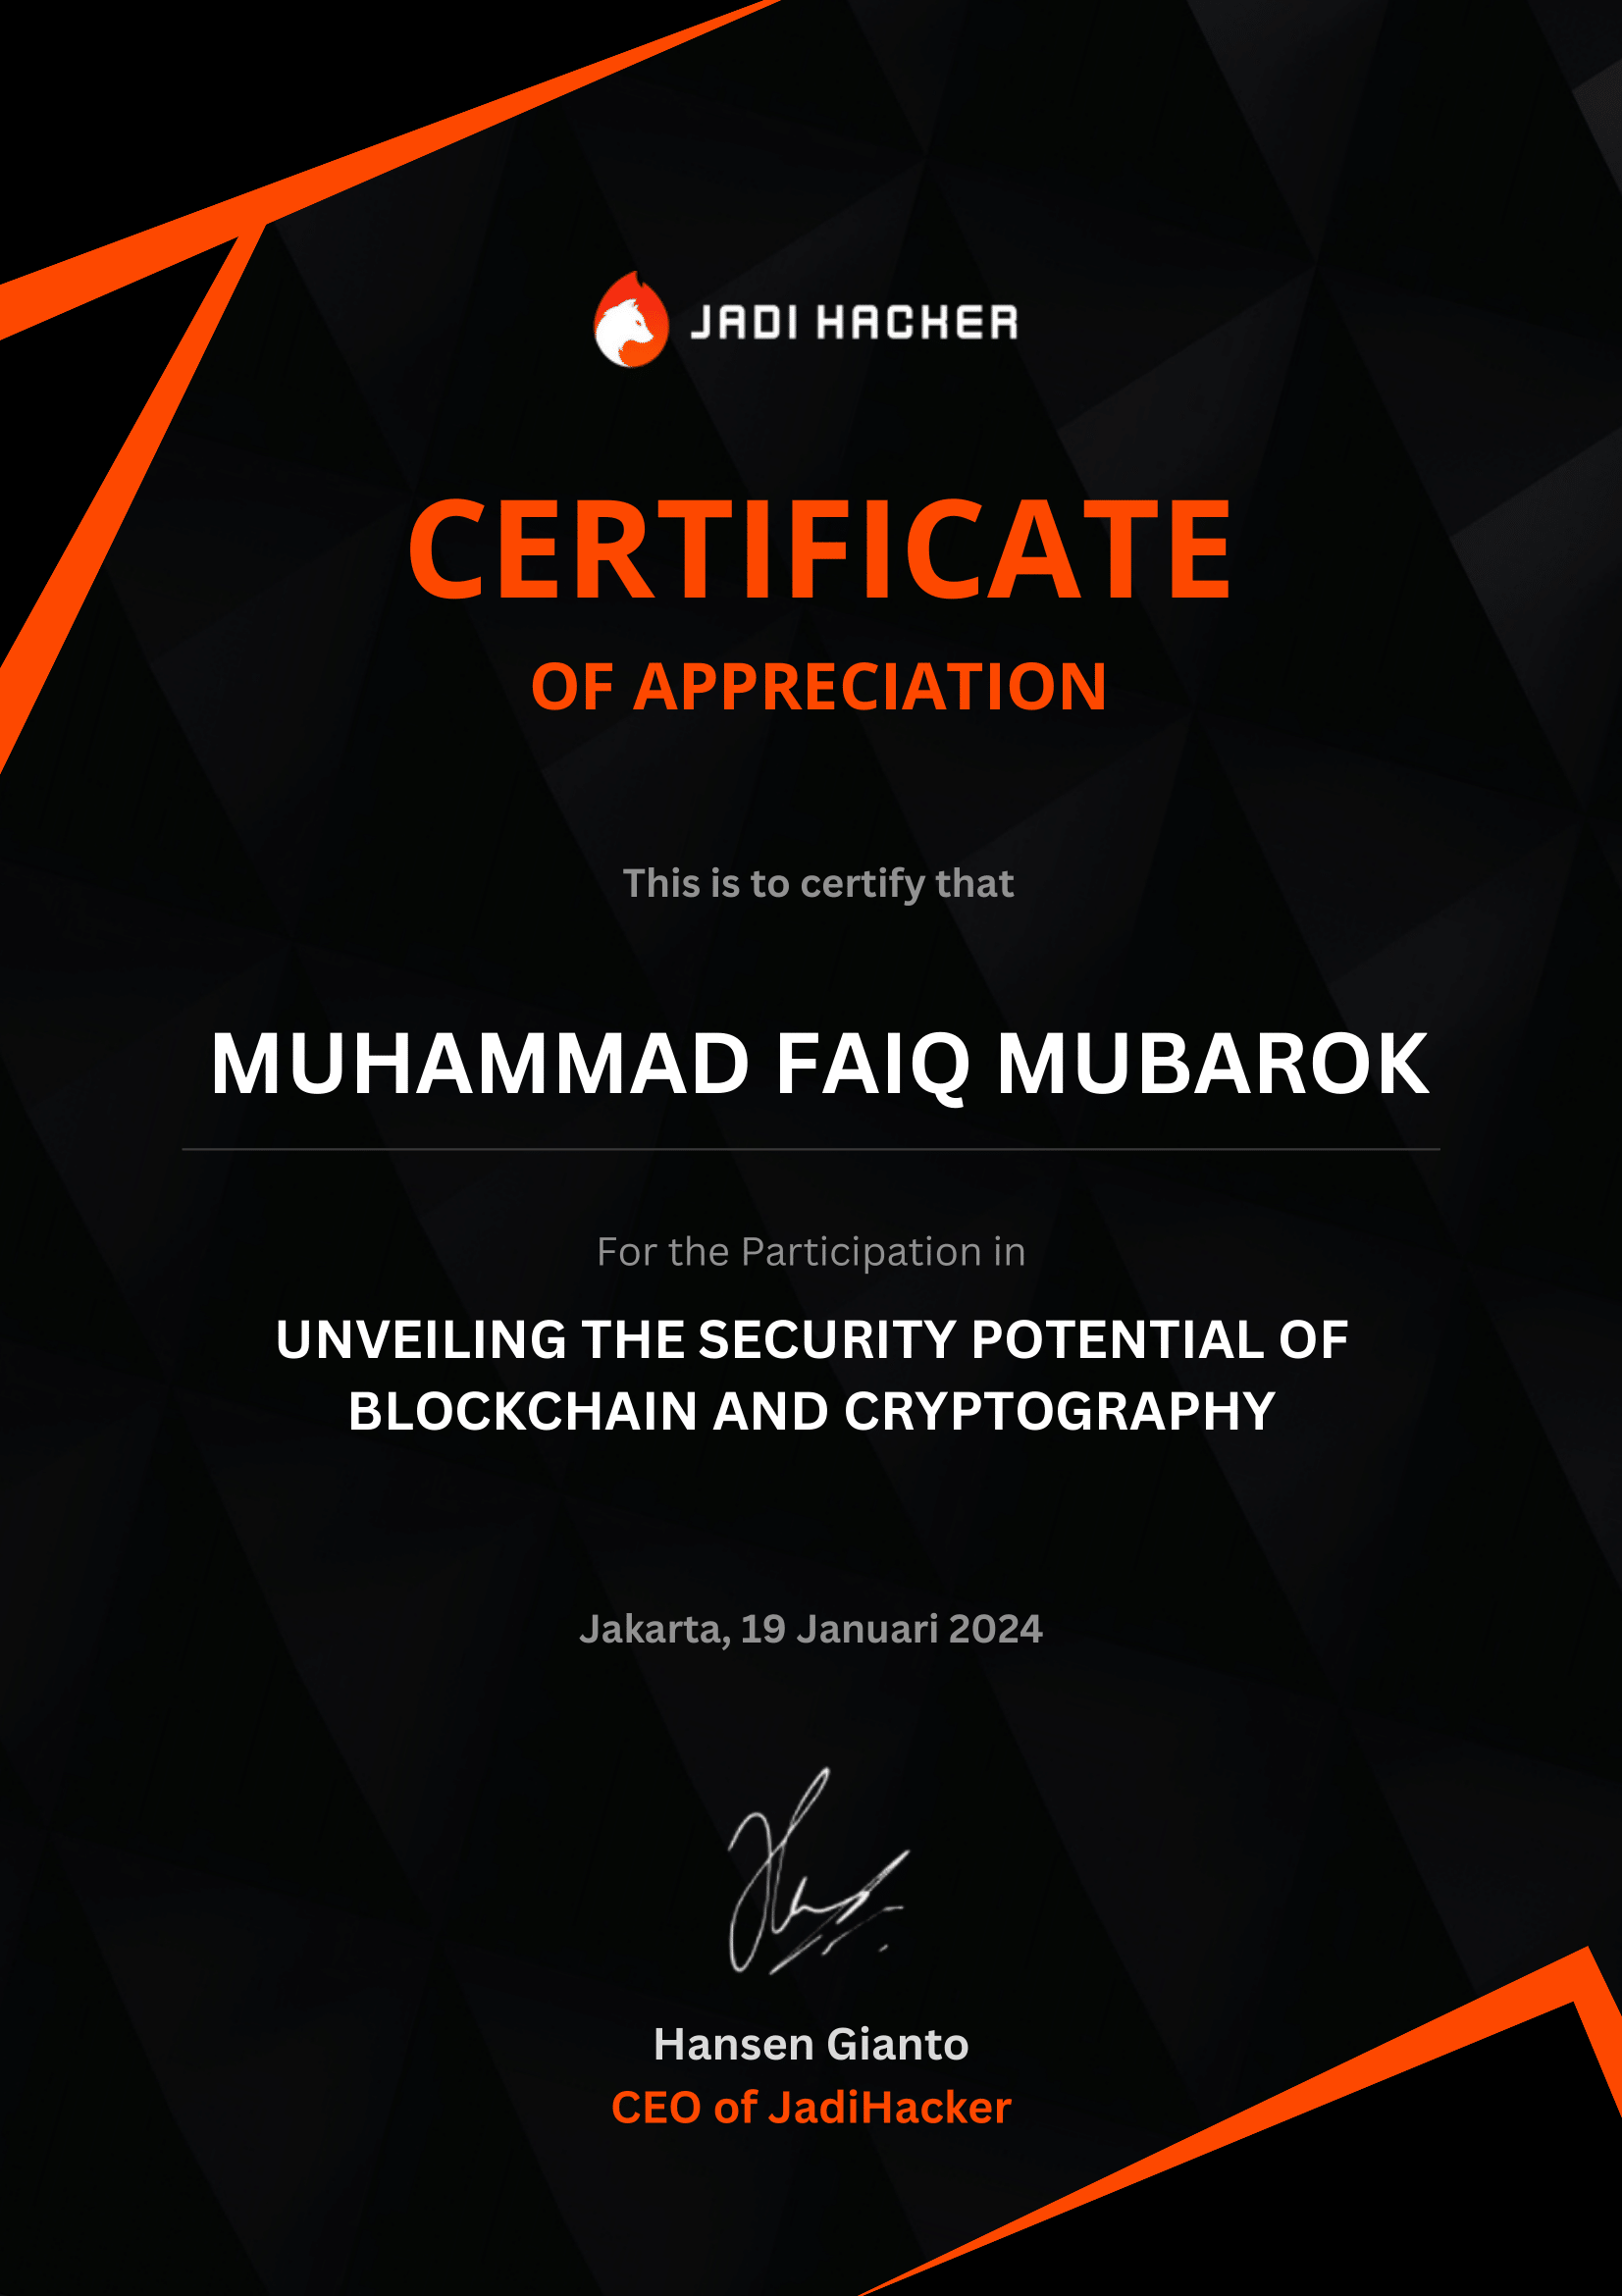 JADI HACKER
CERTIFICATE
OF APPRECIATION
This is to certify that
MUHAMMAD FAIQ MUBAROK
For the Participation in
UNVEILING THE SECURITY POTENTIAL OF
BLOCKCHAIN AND CRYPTOGRAPHY
Jakarta, 19 Januari 2024
Hansen Gianto
CEO of JadiHacker